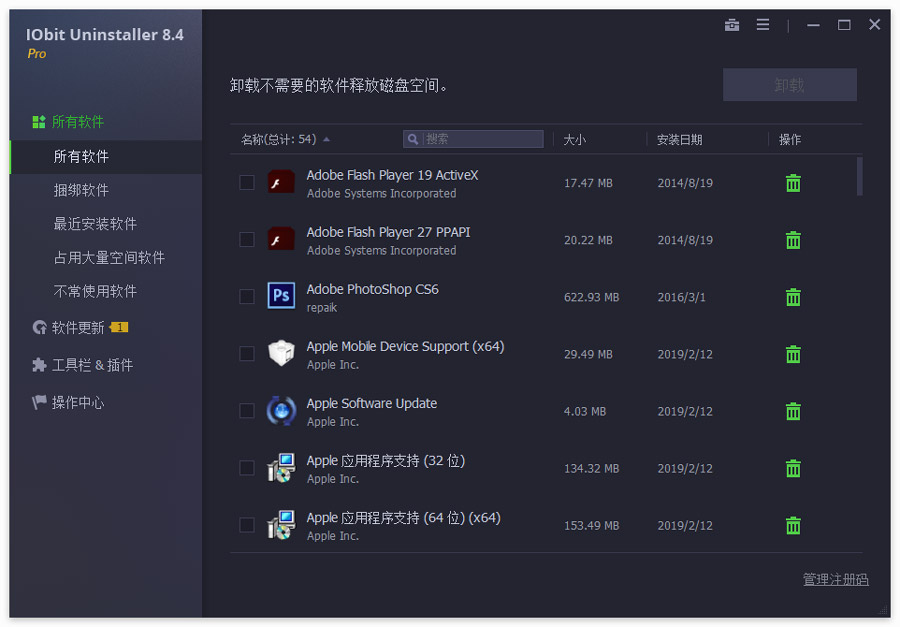 IObit Uninstaller 8.4
Pro
卸载不需要的软件释放磁盘空间。
卸载
所有软件
所有软件
捆绑软件
最近安装软件
占用大量空间软件
不常使用软件
软件更新 1
工具栏 & 插件
操作中心
名称(总计: 54) 搜索 大小 安装日期 操作
Adobe Flash Player 19 ActiveX
Adobe Systems Incorporated
17.47 MB 2014/8/19
Adobe Flash Player 27 PPAPI
Adobe Systems Incorporated
20.22 MB 2014/8/19
Ps
Adobe PhotoShop CS6
repaik
622.93 MB 2016/3/1
Apple Mobile Device Support (x64)
Apple Inc.
29.49 MB 2019/2/12
Apple Software Update
Apple Inc.
4.03 MB 2019/2/12
Apple 应用程序支持 (32 位)
Apple Inc.
134.32 MB 2019/2/12
Apple 应用程序支持 (64 位) (x64)
Apple Inc.
153.49 MB 2019/2/12
管理注册码